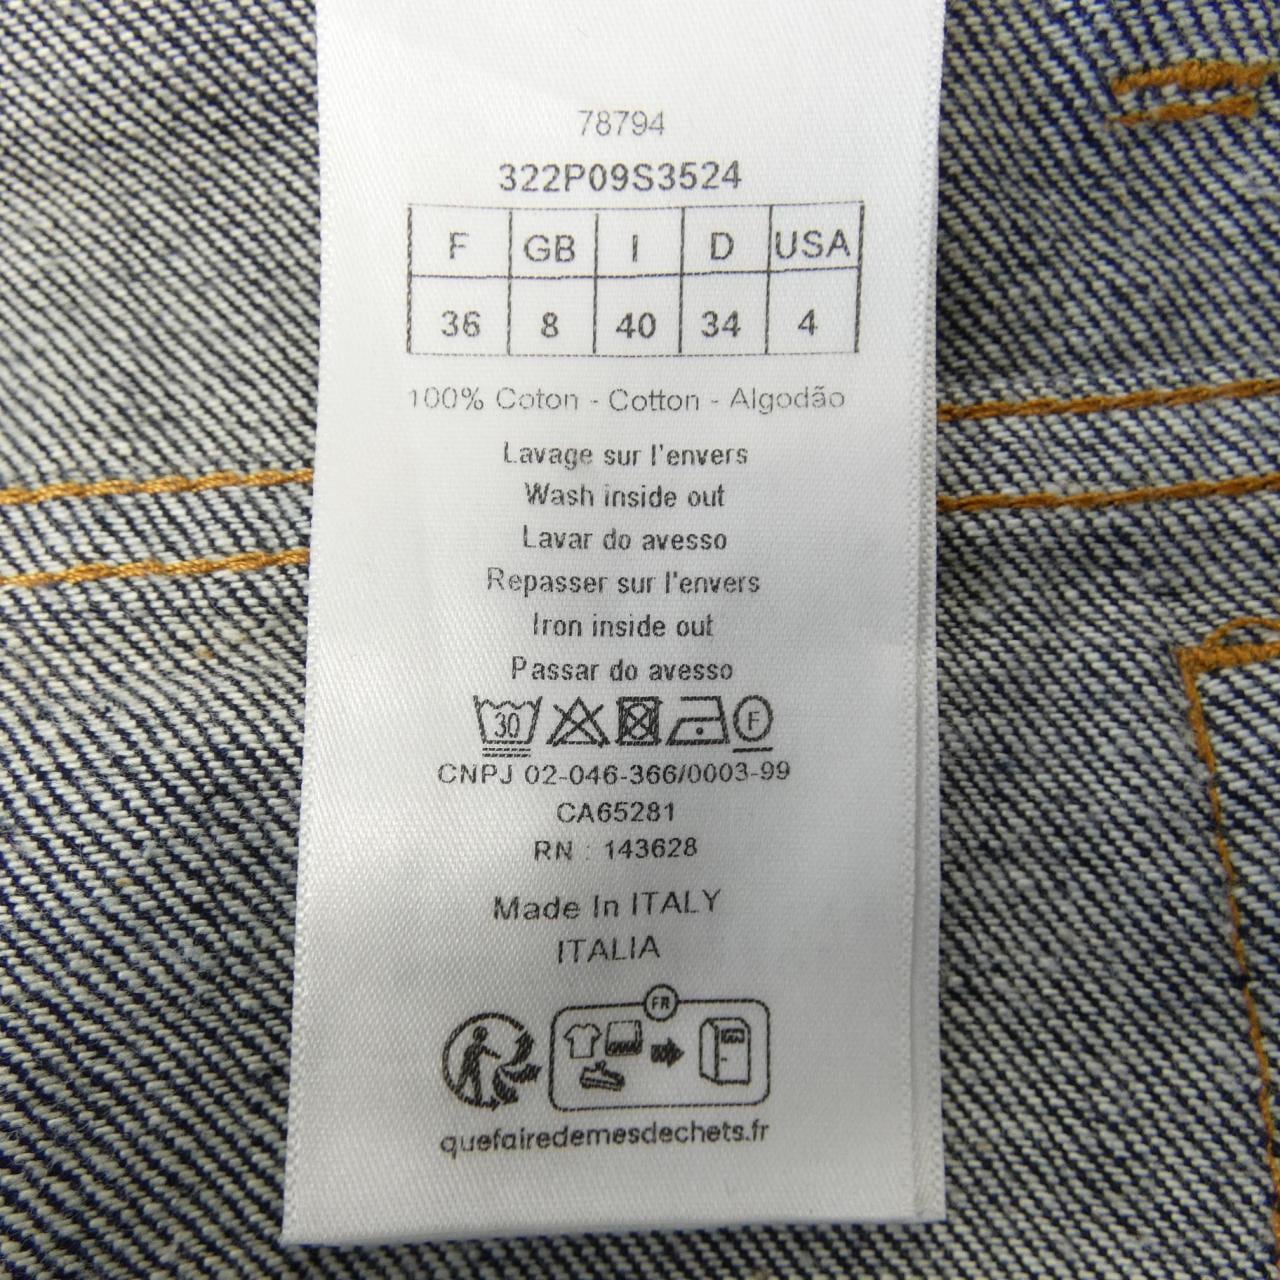 78794
322P09S3524
F GB I D USA
36 8 40 34 4
100% Coton - Cotton - Algodão
Lavage sur l'envers
Wash inside out
Lavar do avesso
Repasser sur l'envers
Iron inside out
Passar do avesso
30 F
CNPJ 02-046-366/0003-99
CA65281
RN : 143628
Made In ITALY
ITALIA
FR
quefairedemesdechets.fr